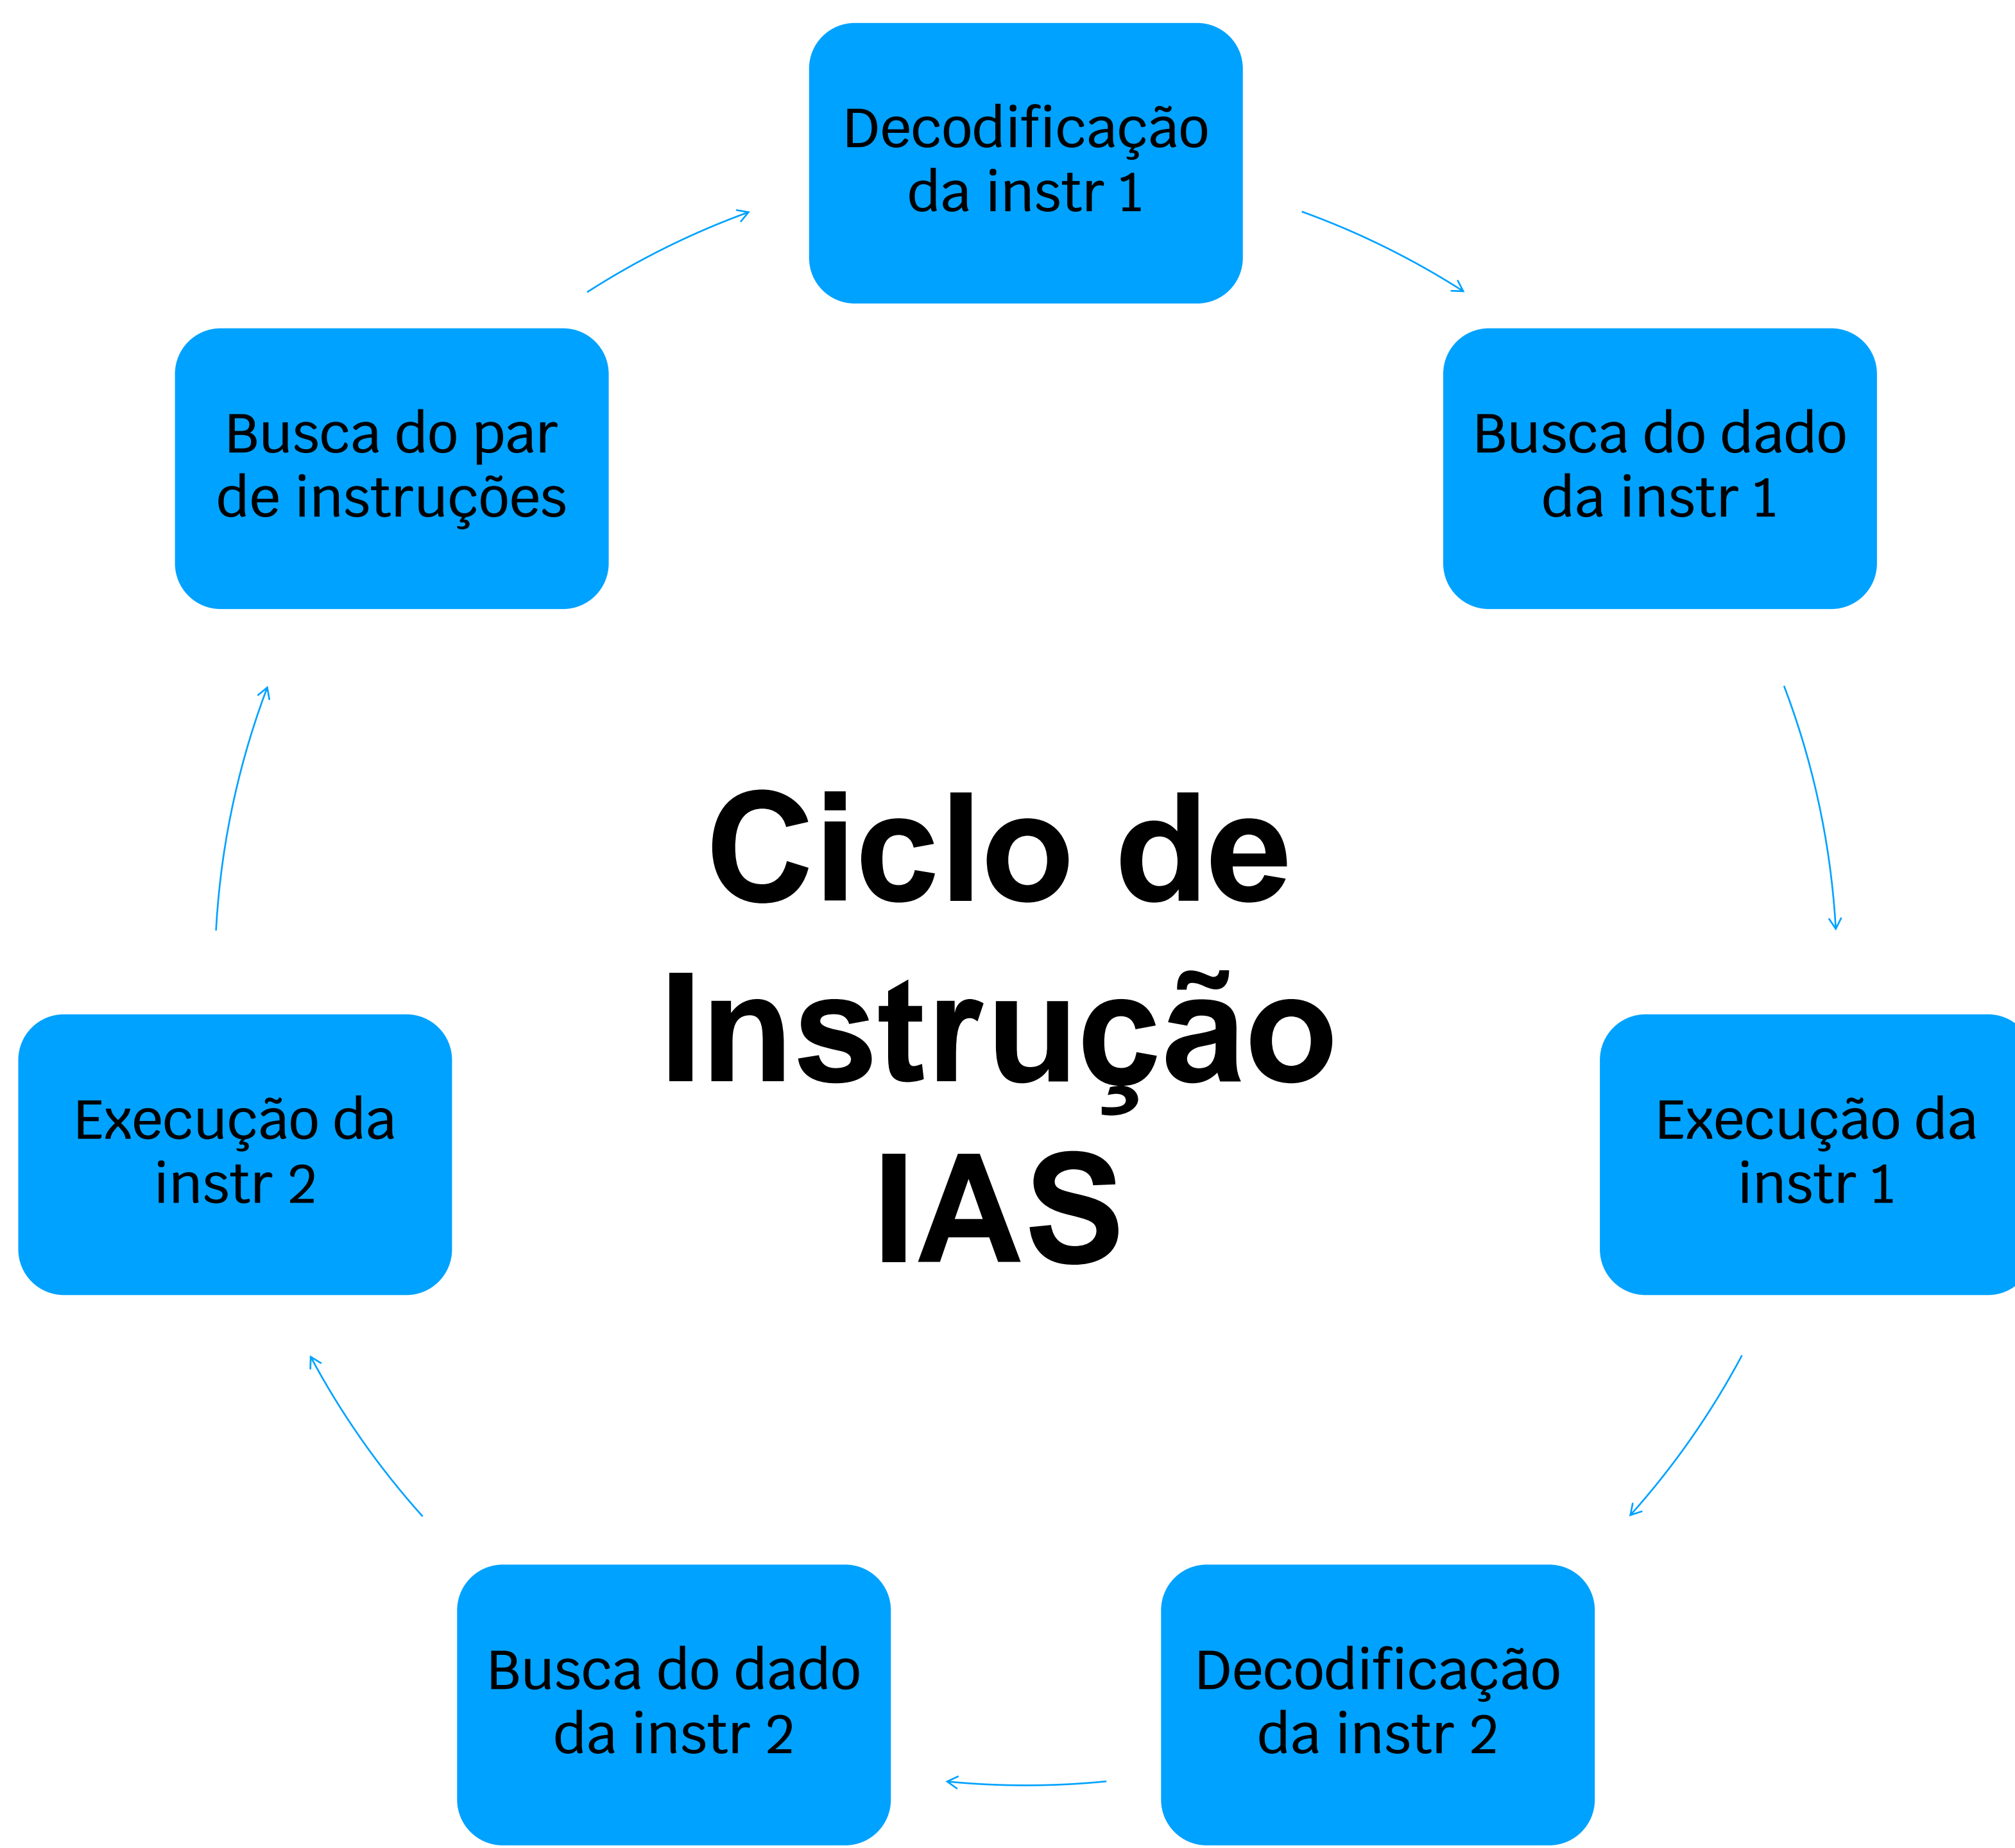 Decodificação
da instr 1
Busca do par
de instruções
Busca do dado
da instr 1
Ciclo de
Instrução
IAS
Execução da
instr 2
Execução da
instr 1
Busca do dado
da instr 2
Decodificação
da instr 2